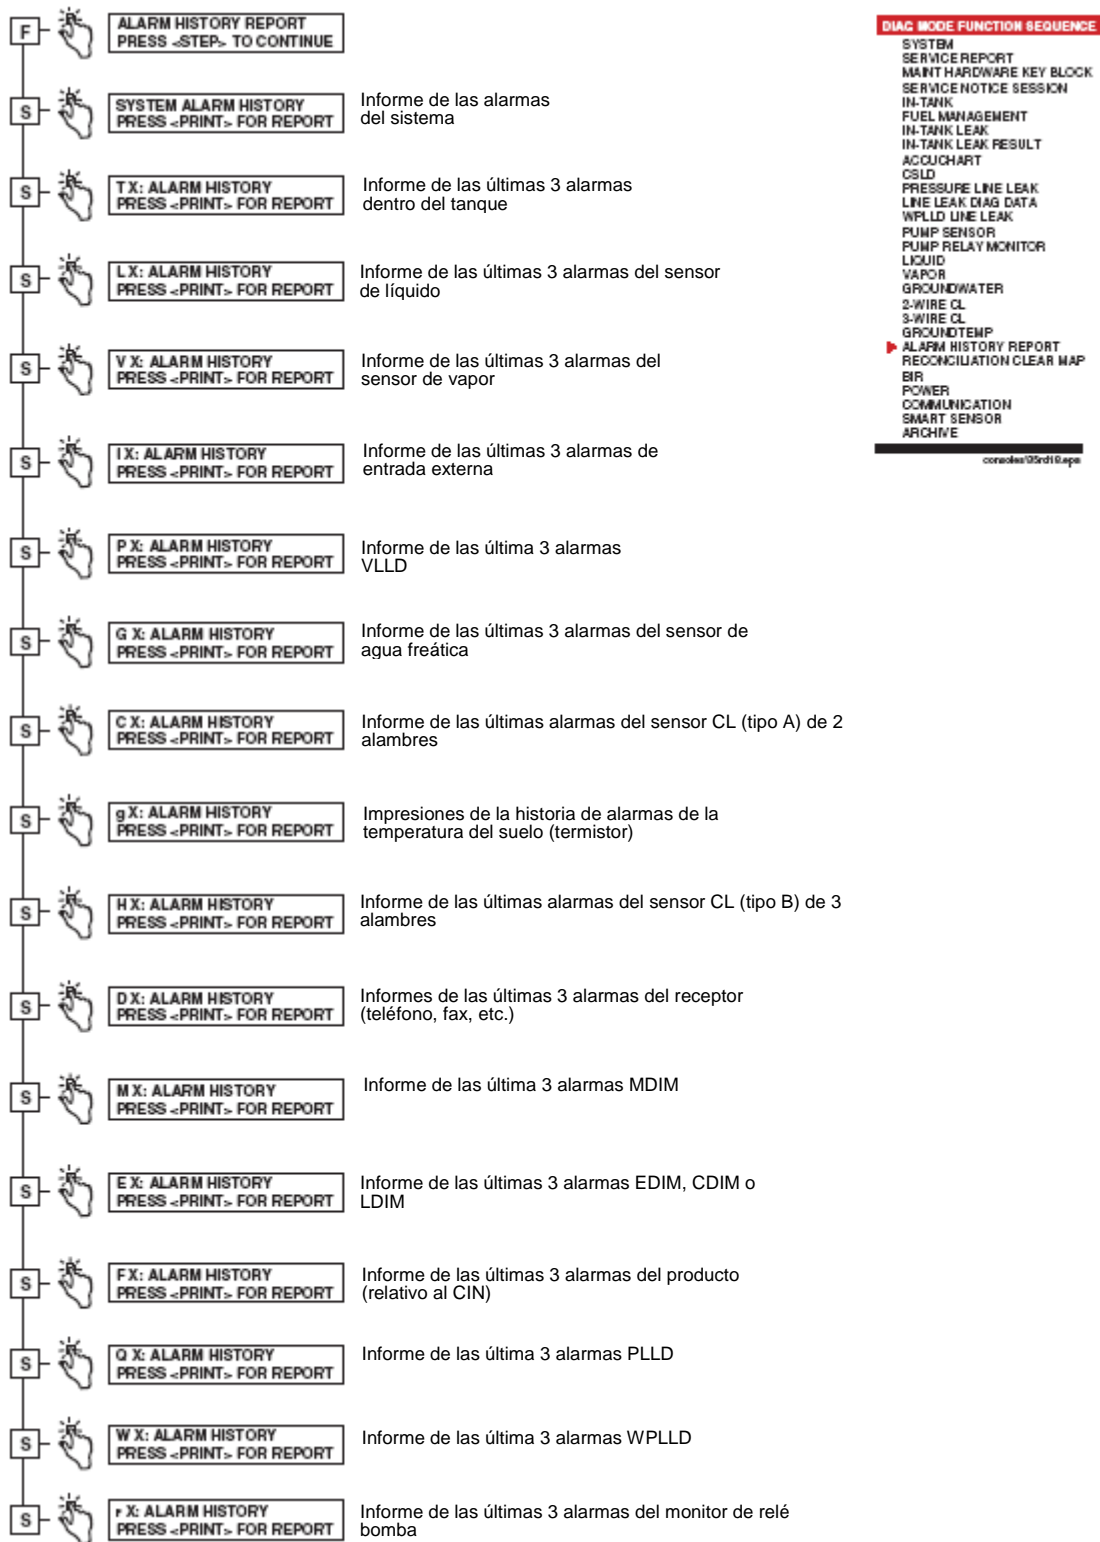 F
ALARM HISTORY REPORT
PRESS <STEP> TO CONTINUE
S
SYSTEM ALARM HISTORY
PRESS <PRINT> FOR REPORT
Informe de las alarmas
del sistema
S
T X: ALARM HISTORY
PRESS <PRINT> FOR REPORT
Informe de las últimas 3 alarmas
dentro del tanque
S
L X: ALARM HISTORY
PRESS <PRINT> FOR REPORT
Informe de las últimas 3 alarmas del sensor
de líquido
S
V X: ALARM HISTORY
PRESS <PRINT> FOR REPORT
Informe de las últimas 3 alarmas del
sensor de vapor
S
I X: ALARM HISTORY
PRESS <PRINT> FOR REPORT
Informe de las últimas 3 alarmas de
entrada externa
S
P X: ALARM HISTORY
PRESS <PRINT> FOR REPORT
Informe de las última 3 alarmas
VLLD
S
G X: ALARM HISTORY
PRESS <PRINT> FOR REPORT
Informe de las últimas 3 alarmas del sensor de
agua freática
S
C X: ALARM HISTORY
PRESS <PRINT> FOR REPORT
Informe de las últimas alarmas del sensor CL (tipo A) de 2
alambres
S
g X: ALARM HISTORY
PRESS <PRINT> FOR REPORT
Impresiones de la historia de alarmas de la
temperatura del suelo (termistor)
S
H X: ALARM HISTORY
PRESS <PRINT> FOR REPORT
Informe de las últimas alarmas del sensor CL (tipo B) de 3
alambres
S
D X: ALARM HISTORY
PRESS <PRINT> FOR REPORT
Informes de las últimas 3 alarmas del receptor
(teléfono, fax, etc.)
S
M X: ALARM HISTORY
PRESS <PRINT> FOR REPORT
Informe de las última 3 alarmas MDIM
S
E X: ALARM HISTORY
PRESS <PRINT> FOR REPORT
Informe de las últimas 3 alarmas EDIM, CDIM o
LDIM
S
F X: ALARM HISTORY
PRESS <PRINT> FOR REPORT
Informe de las últimas 3 alarmas del producto
(relativo al CIN)
S
Q X: ALARM HISTORY
PRESS <PRINT> FOR REPORT
Informe de las última 3 alarmas PLLD
S
W X: ALARM HISTORY
PRESS <PRINT> FOR REPORT
Informe de las última 3 alarmas WPLLD
S
r X: ALARM HISTORY
PRESS <PRINT> FOR REPORT
Informe de las últimas 3 alarmas del monitor de relé
bomba
DIAG MODE FUNCTION SEQUENCE
SYSTEM
SERVICE REPORT
MAINT HARDWARE KEY BLOCK
SERVICE NOTICE SESSION
IN-TANK
FUEL MANAGEMENT
IN-TANK LEAK
IN-TANK LEAK RESULT
ACCUCHART
CSLD
PRESSURE LINE LEAK
LINE LEAK DIAG DATA
WPLLD LINE LEAK
PUMP SENSOR
PUMP RELAY MONITOR
LIQUID
VAPOR
GROUNDWATER
2-WIRE CL
3-WIRE CL
GROUNDTEMP
ALARM HISTORY REPORT
RECONCILIATION CLEAR MAP
BIR
POWER
COMMUNICATION
SMART SENSOR
ARCHIVE